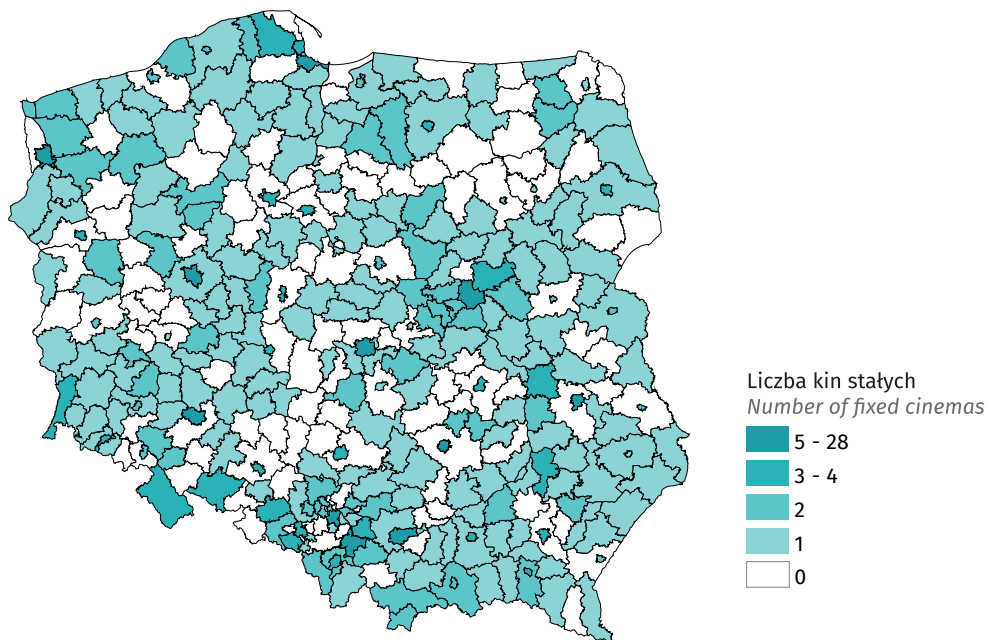 Liczba kin stałych
Number of fixed cinemas
5 - 28
3 - 4
2
1
0